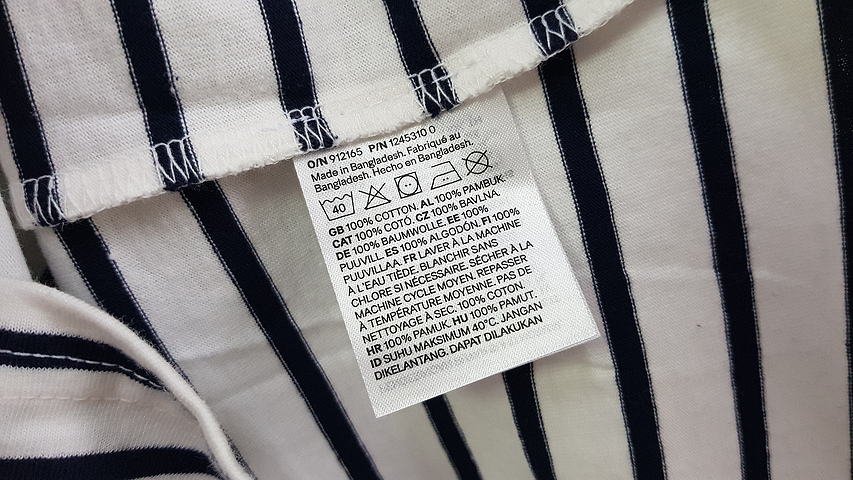 O/N 912165 P/N 1245310 0
Made in Bangladesh. Fabriqué au
Bangladesh. Hecho en Bangladesh.
40
GB 100% COTTON. AL 100% PAMBUK.
CAT 100% COTÓ. CZ 100% BAVLNA.
DE 100% BAUMWOLLE. EE 100%
PUUVILL. ES 100% ALGODÓN. FI 100%
PUUVILLAA. FR LAVER À LA MACHINE
À L'EAU TIÈDE. BLANCHIR SANS
CHLORE SI NÉCESSAIRE. SÉCHER À LA
MACHINE CYCLE MOYEN. REPASSER
À TEMPÉRATURE MOYENNE. PAS DE
NETTOYAGE À SEC. 100% COTON.
HR 100% PAMUK. HU 100% PAMUT.
ID SUHU MAKSIMUM 40°C. JANGAN
DIKELANTANG. DAPAT DILAKUKAN